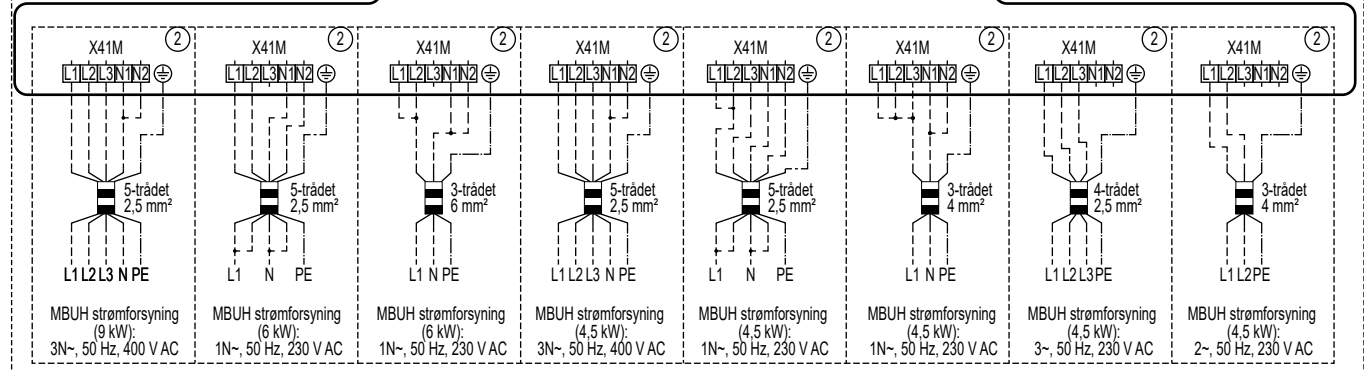 X41M 2
L1 L2 L3 N1 N2
5-trådet
2,5 mm²
L1 L2 L3 N PE
MBUH strømforsyning
(9 kW):
3N~, 50 Hz, 400 V AC
X41M 2
L1 L2 L3 N1 N2
5-trådet
2,5 mm²
L1 N PE
MBUH strømforsyning
(6 kW):
1N~, 50 Hz, 230 V AC
X41M 2
L1 L2 L3 N1 N2
3-trådet
6 mm²
L1 N PE
MBUH strømforsyning
(6 kW):
1N~, 50 Hz, 230 V AC
X41M 2
L1 L2 L3 N1 N2
5-trådet
2,5 mm²
L1 L2 L3 N PE
MBUH strømforsyning
(4,5 kW):
3N~, 50 Hz, 400 V AC
X41M 2
L1 L2 L3 N1 N2
5-trådet
2,5 mm²
L1 N PE
MBUH strømforsyning
(4,5 kW):
1N~, 50 Hz, 230 V AC
X41M 2
L1 L2 L3 N1 N2
3-trådet
4 mm²
L1 N PE
MBUH strømforsyning
(4,5 kW):
1N~, 50 Hz, 230 V AC
X41M 2
L1 L2 L3 N1 N2
4-trådet
2,5 mm²
L1 L2 L3 PE
MBUH strømforsyning
(4,5 kW):
3~, 50 Hz, 230 V AC
X41M 2
L1 L2 L3 N1 N2
3-trådet
4 mm²
L1 L2 PE
MBUH strømforsyning
(4,5 kW):
2~, 50 Hz, 230 V AC